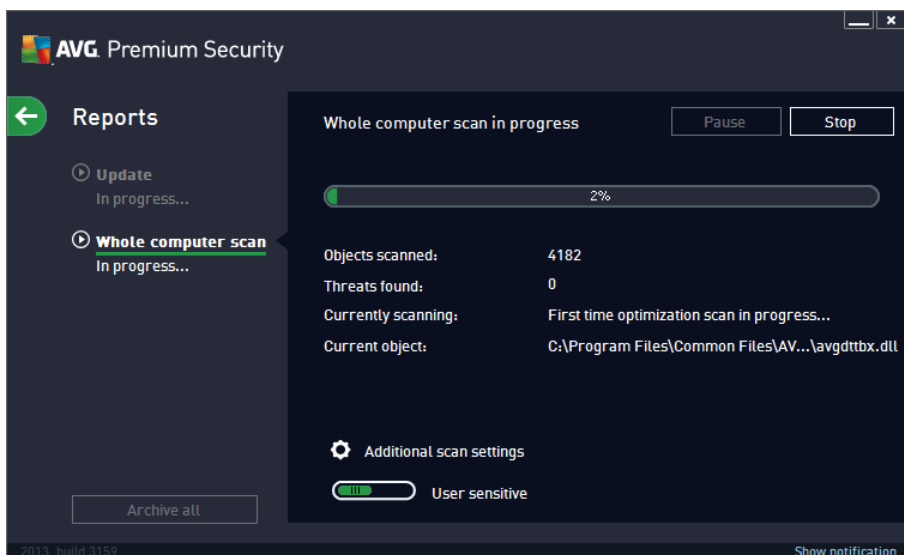 AVG. Premium Security
Reports
Update
In progress...
Whole computer scan
In progress...
Archive all
Whole computer scan in progress
Pause
Stop
2%
Objects scanned: 4182
Threats found: 0
Currently scanning: First time optimization scan in progress...
Current object: C:\Program Files\Common Files\AV...\avgdttbx.dll
Additional scan settings
User sensitive
2013, build 3159
Show notification